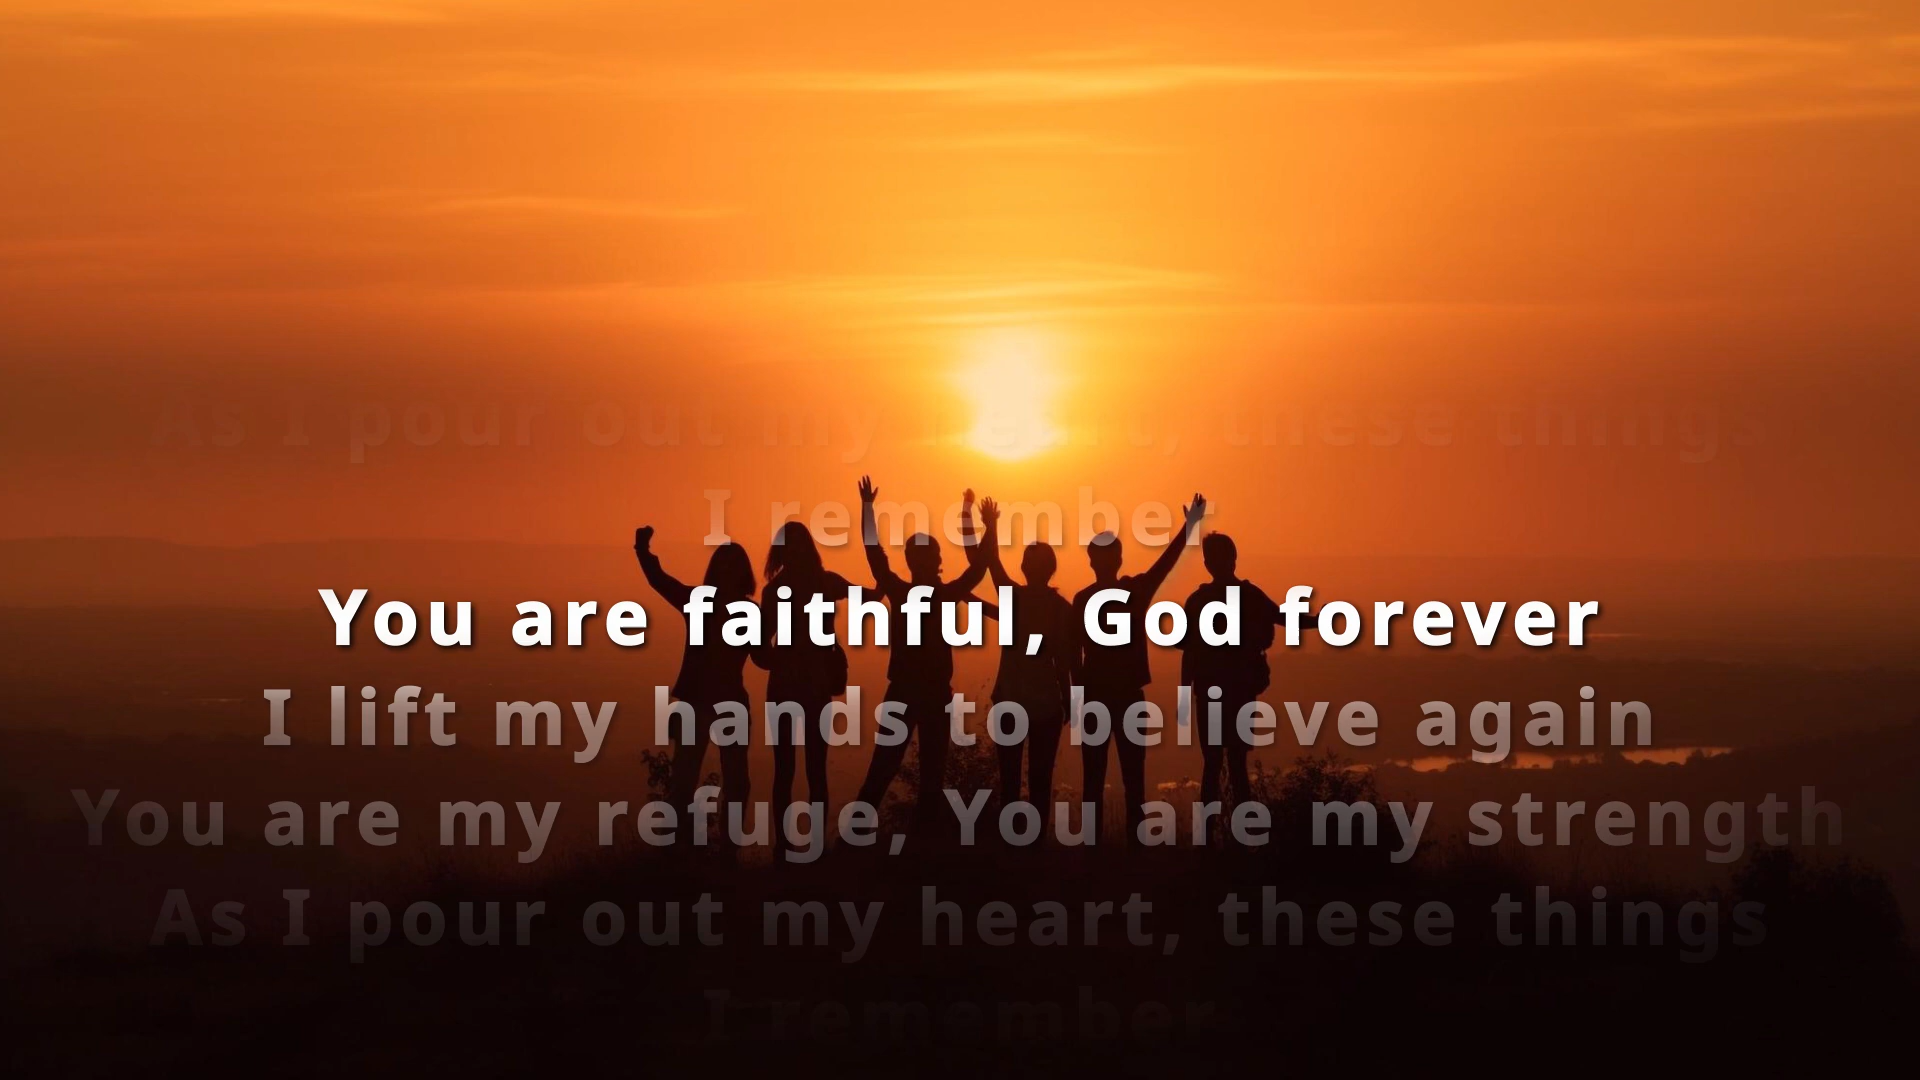 As I pour out my heart, these things
I remember
You are faithful, God forever
I lift my hands to believe again
You are my refuge, You are my strength
As I pour out my heart, these things
I remember